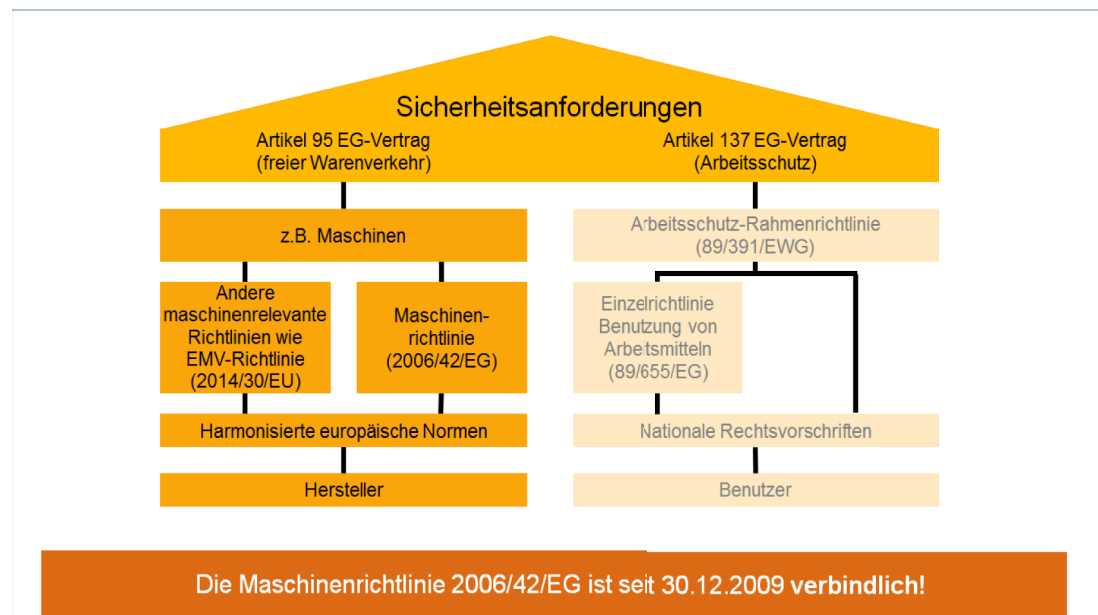 Sicherheitsanforderungen
Artikel 95 EG-Vertrag
(freier Warenverkehr)
Artikel 137 EG-Vertrag
(Arbeitsschutz)
z.B. Maschinen
Arbeitsschutz-Rahmenrichtlinie
(89/391/EWG)
Andere
maschinenrelevante
Richtlinien wie
EMV-Richtlinie
(2014/30/EU)
Maschinen-
richtlinie
(2006/42/EG)
Einzelrichtlinie
Benutzung von
Arbeitsmitteln
(89/655/EG)
Harmonisierte europäische Normen
Nationale Rechtsvorschriften
Hersteller
Benutzer
Die Maschinenrichtlinie 2006/42/EG ist seit 30.12.2009 verbindlich!